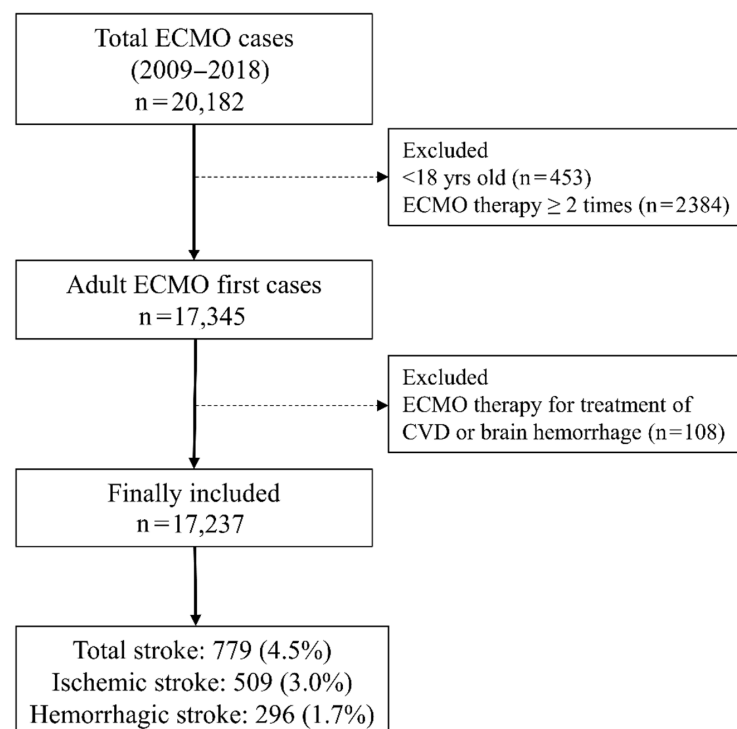 Total ECMO cases
(2009–2018)
n=20,182
Excluded
<18 yrs old (n=453)
ECMO therapy ≥ 2 times (n=2384)
Adult ECMO first cases
n=17,345
Excluded
ECMO therapy for treatment of
CVD or brain hemorrhage (n=108)
Finally included
n=17,237
Total stroke: 779 (4.5%)
Ischemic stroke: 509 (3.0%)
Hemorrhagic stroke: 296 (1.7%)